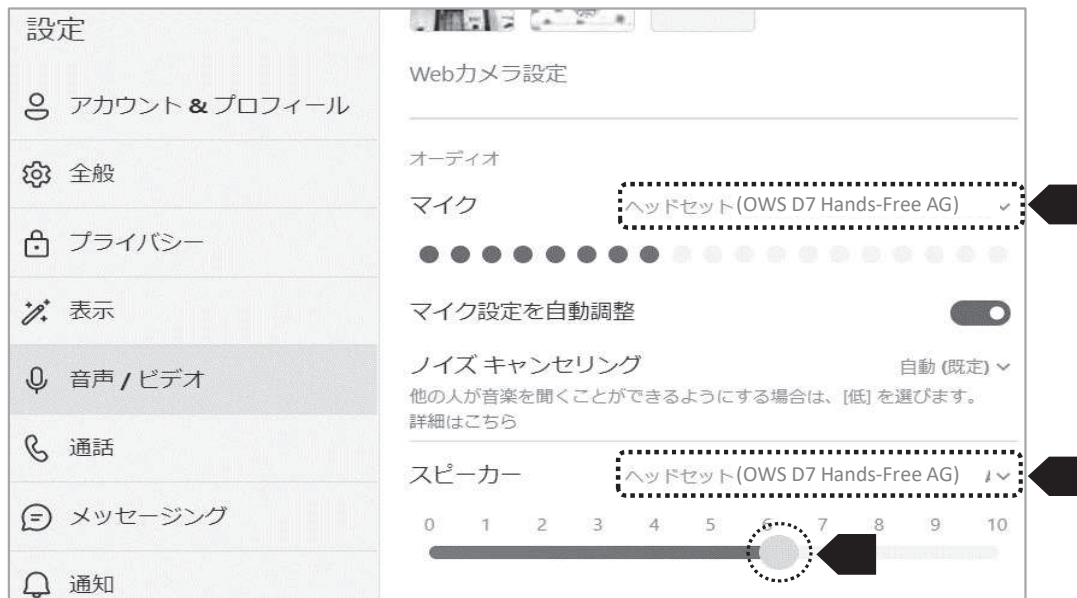 設定
アカウント & プロフィール
全般
プライバシー
表示
音声 / ビデオ
通話
メッセージング
通知
Webカメラ設定
オーディオ
マイク
ヘッドセット(OWS D7 Hands-Free AG)
マイク設定を自動調整
ノイズ キャンセリング
自動 (既定)
他の人が音楽を聞くことができるようにする場合は、[低] を選びます。
詳細はこちら
スピーカー
ヘッドセット(OWS D7 Hands-Free AG)
0 1 2 3 4 5 6 7 8 9 10